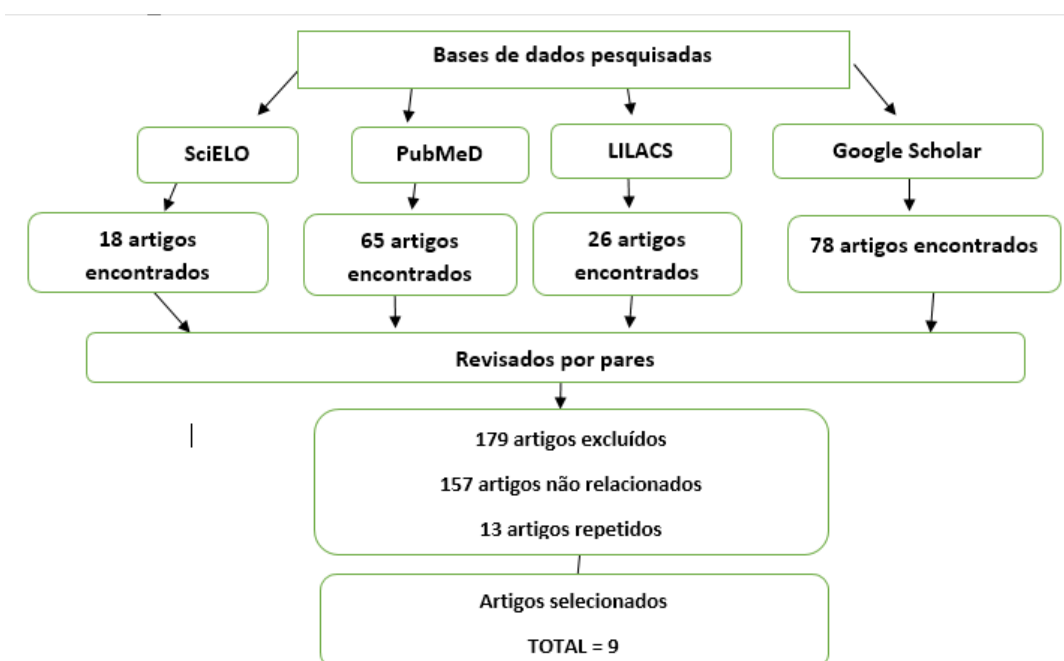 Bases de dados pesquisadas
SciELO
PubMeD
LILACS
Google Scholar
18 artigos
encontrados
65 artigos
encontrados
26 artigos
encontrados
78 artigos encontrados
Revisados por pares
179 artigos excluídos
157 artigos não relacionados
13 artigos repetidos
Artigos selecionados
TOTAL = 9